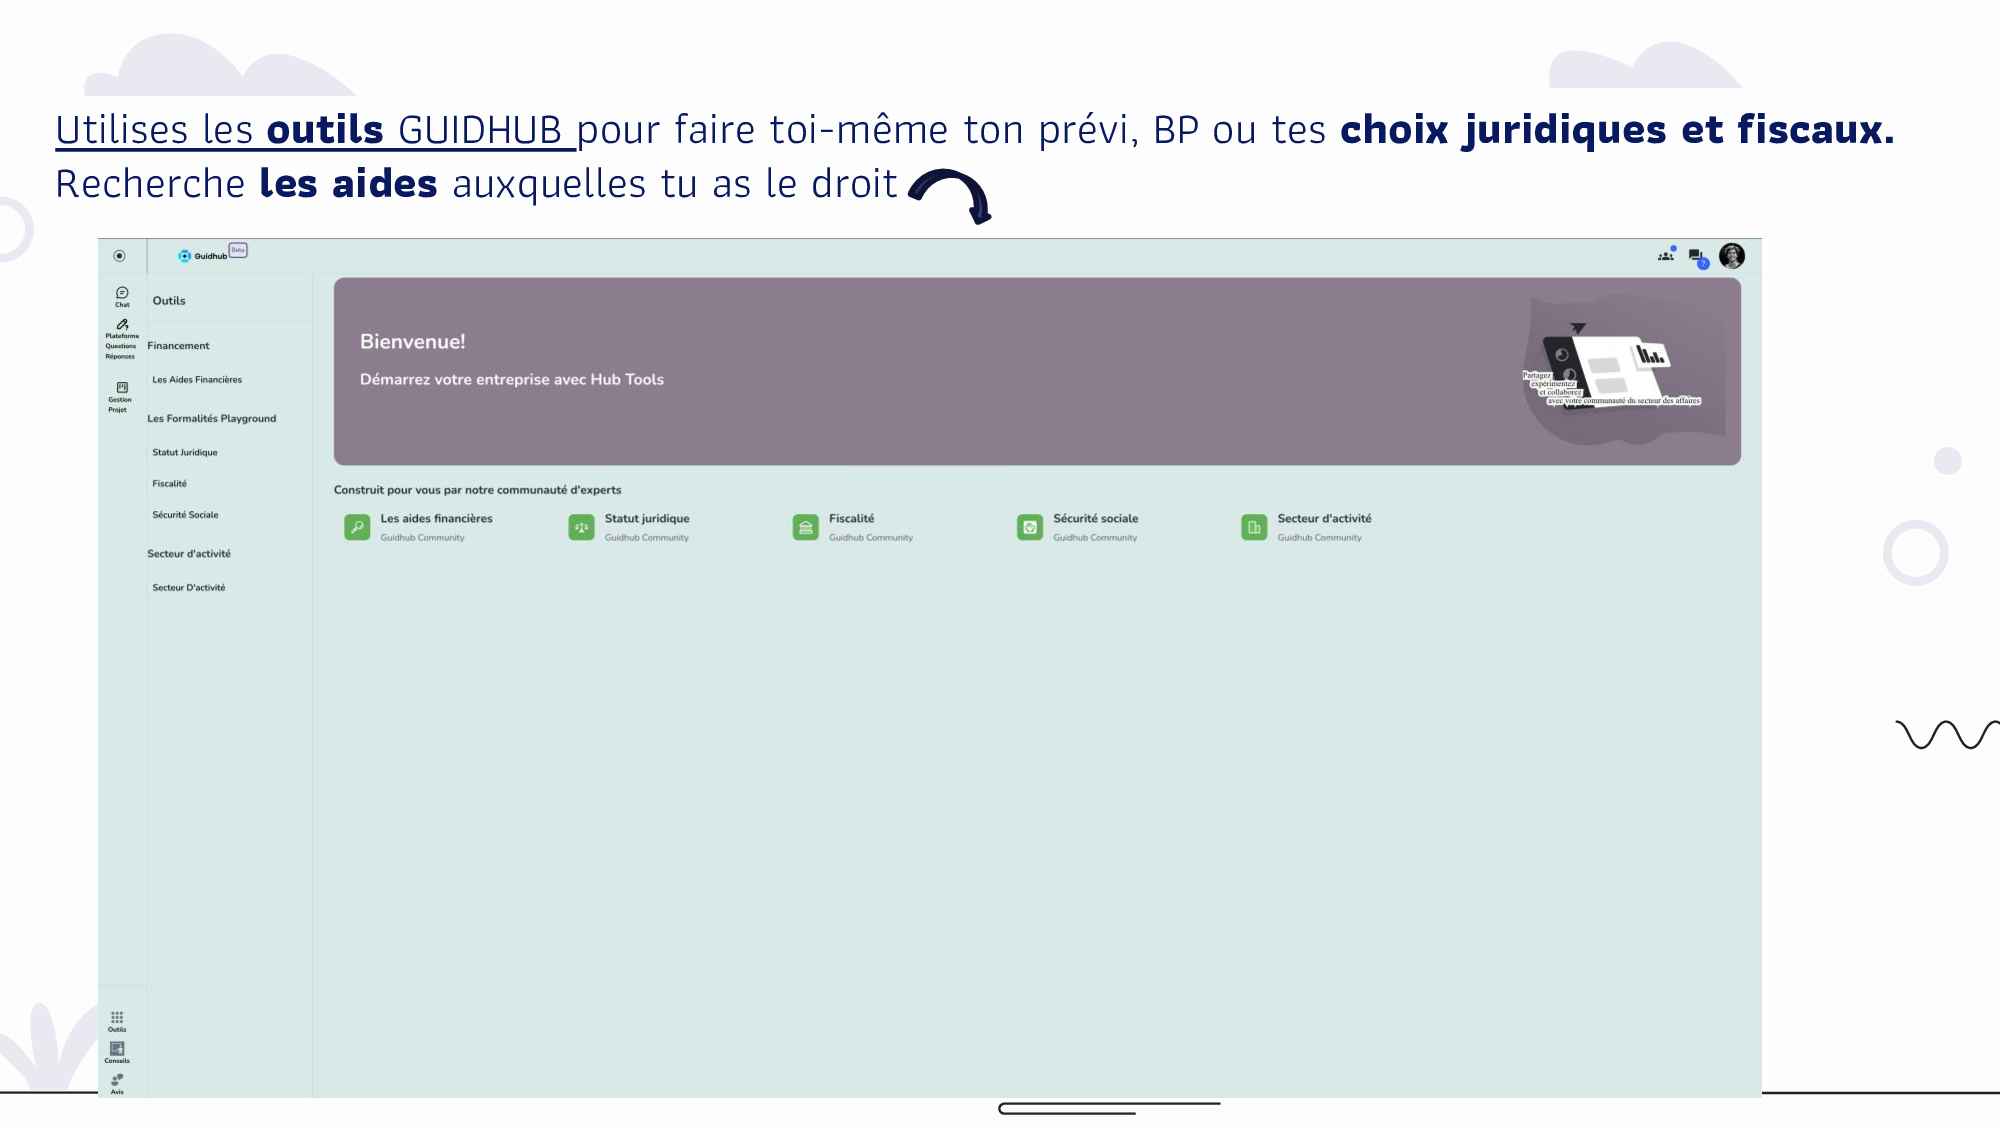 Utilises les outils GUIDHUB pour faire toi-même ton prévi, BP ou tes choix juridiques et fiscaux.
Recherche les aides auxquelles tu as le droit
Guidhub
Beta
7
Chat
Plateforme
Questions
Réponses
Gestion
Projet
Outils
Financement
Les Aides Financières
Les Formalités Playground
Statut Juridique
Fiscalité
Sécurité Sociale
Secteur d'activité
Secteur D'activité
Bienvenue!
Démarrez votre entreprise avec Hub Tools
Partagez
expérimentez
et collaborez
avec votre communauté du secteur des affaires
Construit pour vous par notre communauté d'experts
Les aides financières
Guidhub Community
Statut juridique
Guidhub Community
Fiscalité
Guidhub Community
Sécurité sociale
Guidhub Community
Secteur d'activité
Guidhub Community
Outils
Conseils
Avis